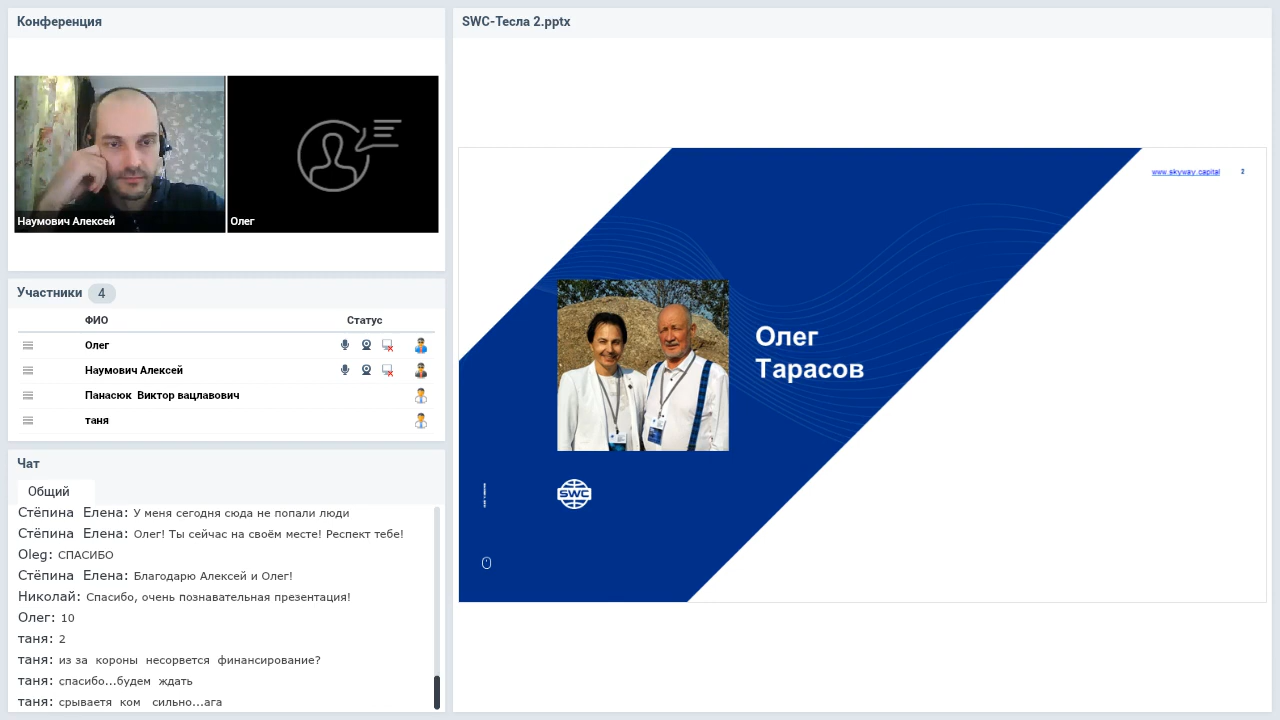 Конференция
Наумович Алексей
Олег
Участники 4
ФИО Статус
Олег
Наумович Алексей
Панасюк Виктор вацлавович
таня
Чат
Общий
Стёпина Елена: У меня сегодня сюда не попали люди
Стёпина Елена: Олег! Ты сейчас на своём месте! Респект тебе!
Oleg: СПАСИБО
Стёпина Елена: Благодарю Алексей и Олег!
Николай: Спасибо, очень познавательная презентация!
Олег: 10
таня: 2
таня: из за короны несорвется финансирование?
таня: спасибо...будем ждать
таня: срываетя ком сильно...ага
SWC-Тесла 2.pptx
www.skyway.capital 2
Олег
Тарасов
SWC